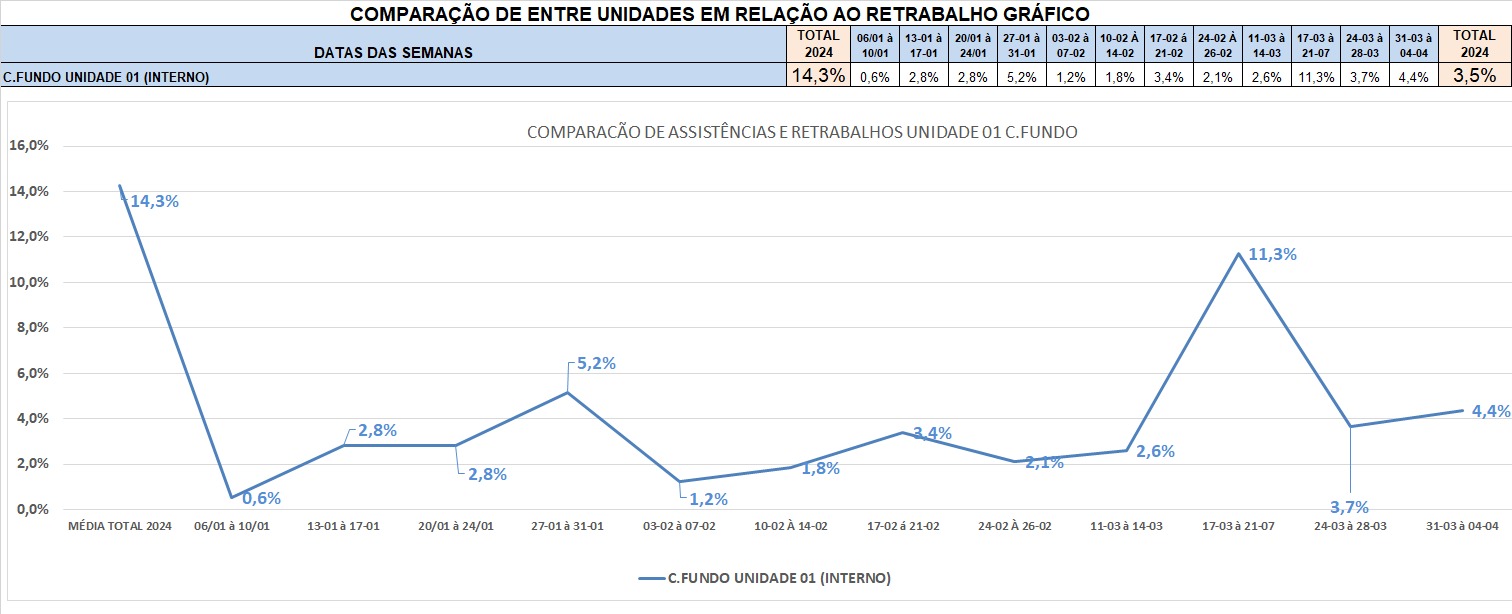 COMPARAÇÃO DE ENTRE UNIDADES EM RELAÇÃO AO RETRABALHO GRÁFICO
DATAS DAS SEMANAS
TOTAL 2024
06/01 à 10/01
13-01 à 17-01
20/01 à 24/01
27-01 à 31-01
03-02 à 07-02
10-02 À 14-02
17-02 á 21-02
24-02 À 26-02
11-03 à 14-03
17-03 à 21-07
24-03 à 28-03
31-03 à 04-04
TOTAL 2024
C.FUNDO UNIDADE 01 (INTERNO) 14,3% 0,6% 2,8% 2,8% 5,2% 1,2% 1,8% 3,4% 2,1% 2,6% 11,3% 3,7% 4,4% 3,5%
COMPARACÃO DE ASSISTÊNCIAS E RETRABALHOS UNIDADE 01 C.FUNDO
16,0%
14,0%
12,0%
10,0%
8,0%
6,0%
4,0%
2,0%
0,0%
14,3%
0,6%
2,8%
2,8%
5,2%
1,2%
1,8%
3,4%
2,1%
2,6%
11,3%
3,7%
4,4%
MÉDIA TOTAL 2024 06/01 à 10/01 13-01 à 17-01 20/01 à 24/01 27-01 à 31-01 03-02 à 07-02 10-02 À 14-02 17-02 á 21-02 24-02 À 26-02 11-03 à 14-03 17-03 à 21-07 24-03 à 28-03 31-03 à 04-04
C.FUNDO UNIDADE 01 (INTERNO)